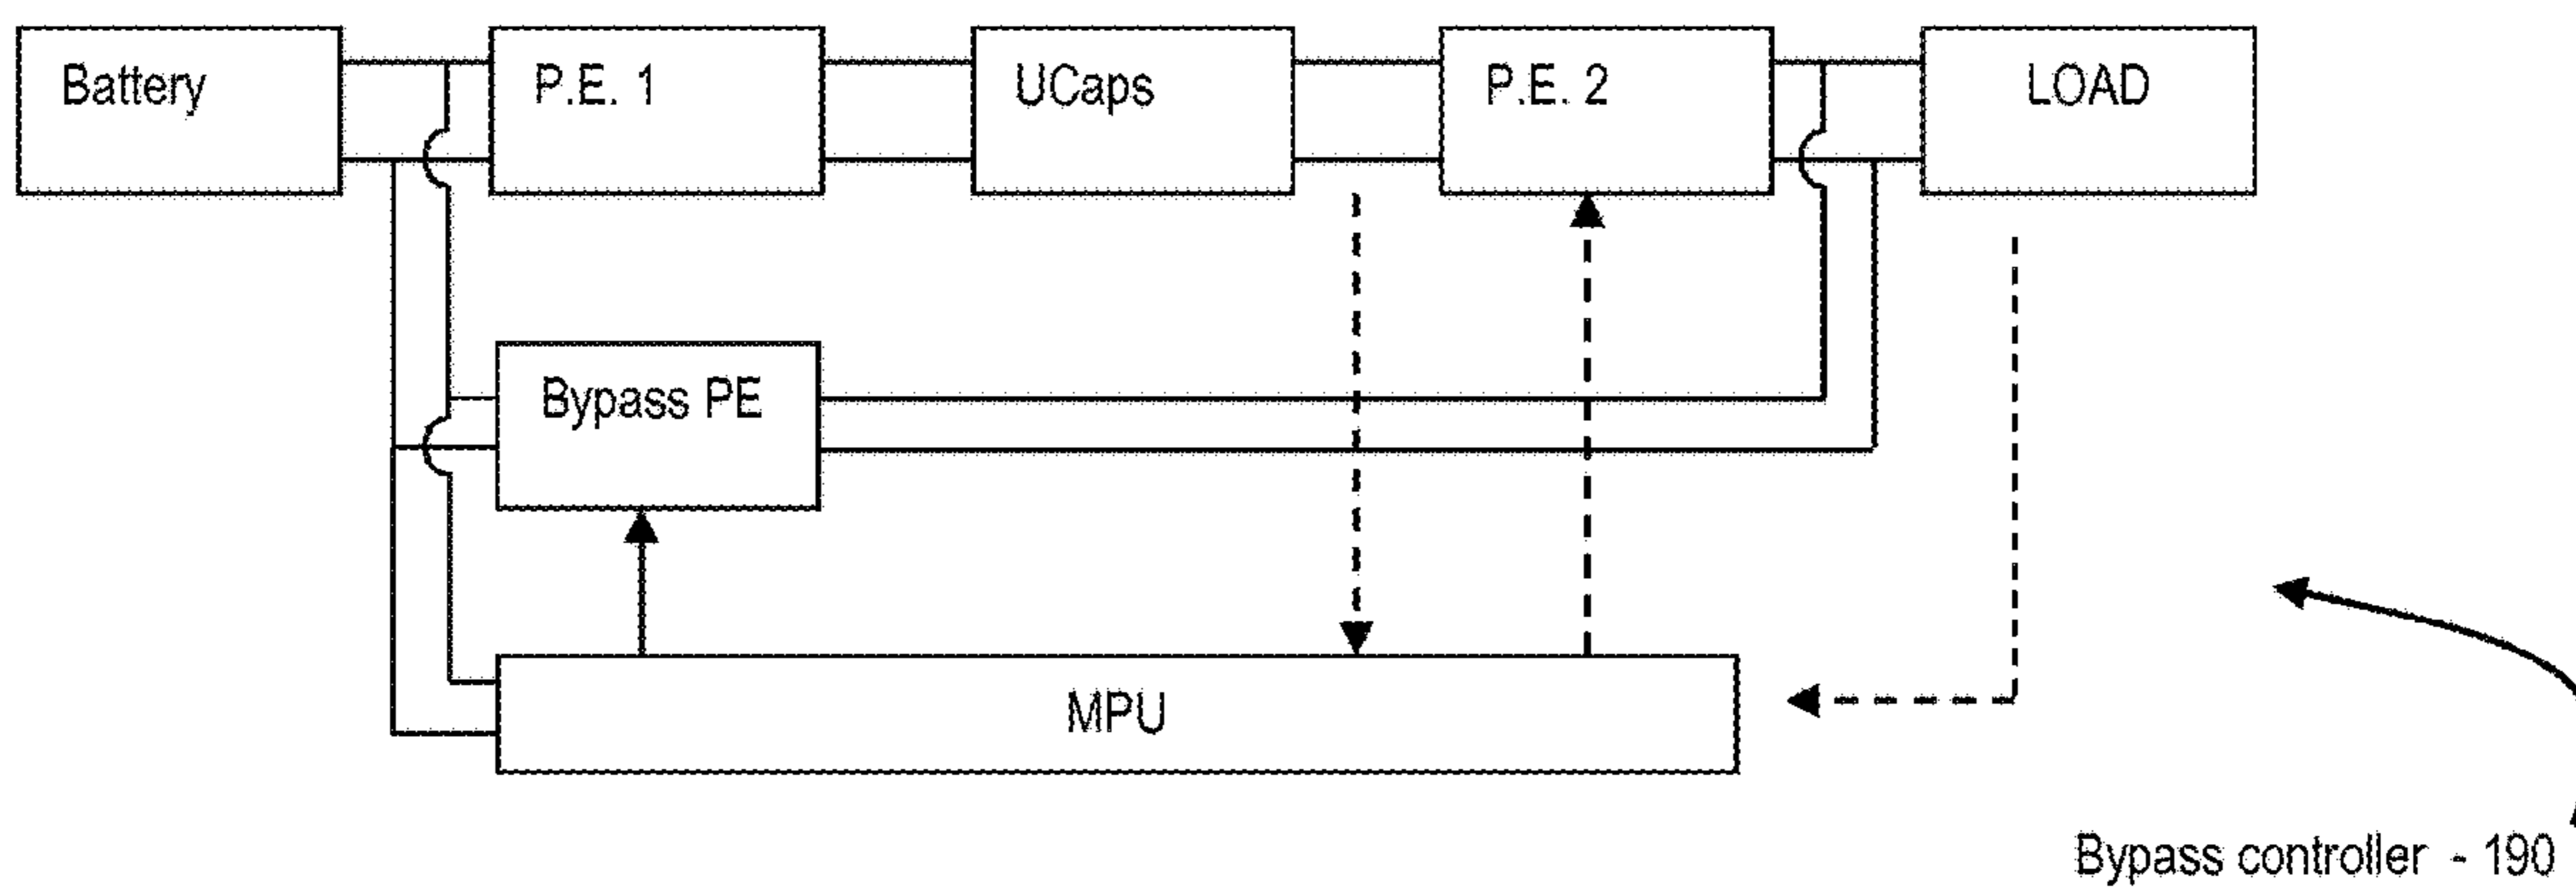 Battery
P.E. 1
UCaps
P.E. 2
LOAD
Bypass PE
MPU
Bypass controller - 190